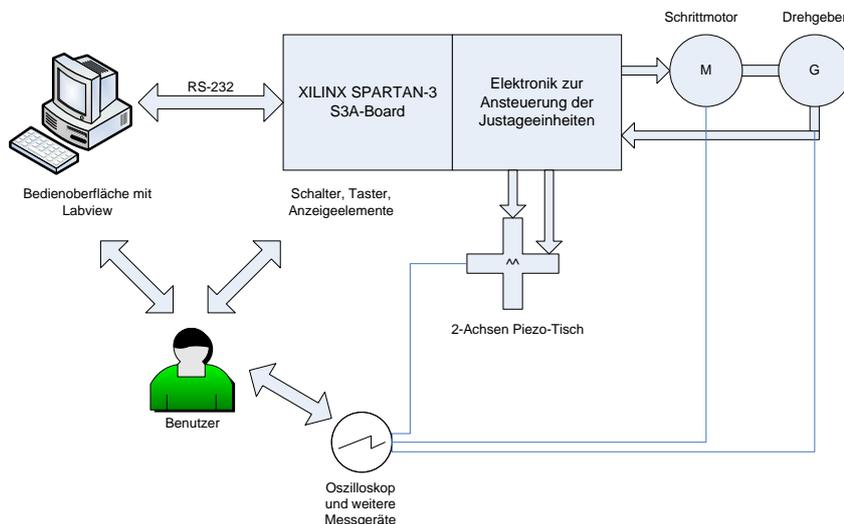 Schrittmotor
Drehgeber
RS-232
XILINX SPARTAN-3
S3A-Board
Elektronik zur
Ansteuerung der
Justageeinheiten
M
G
Bedienoberfläche mit
Labview
Schalter, Taster,
Anzeigeelemente
^^
2-Achsen Piezo-Tisch
Benutzer
Oszilloskop
und weitere
Messgeräte